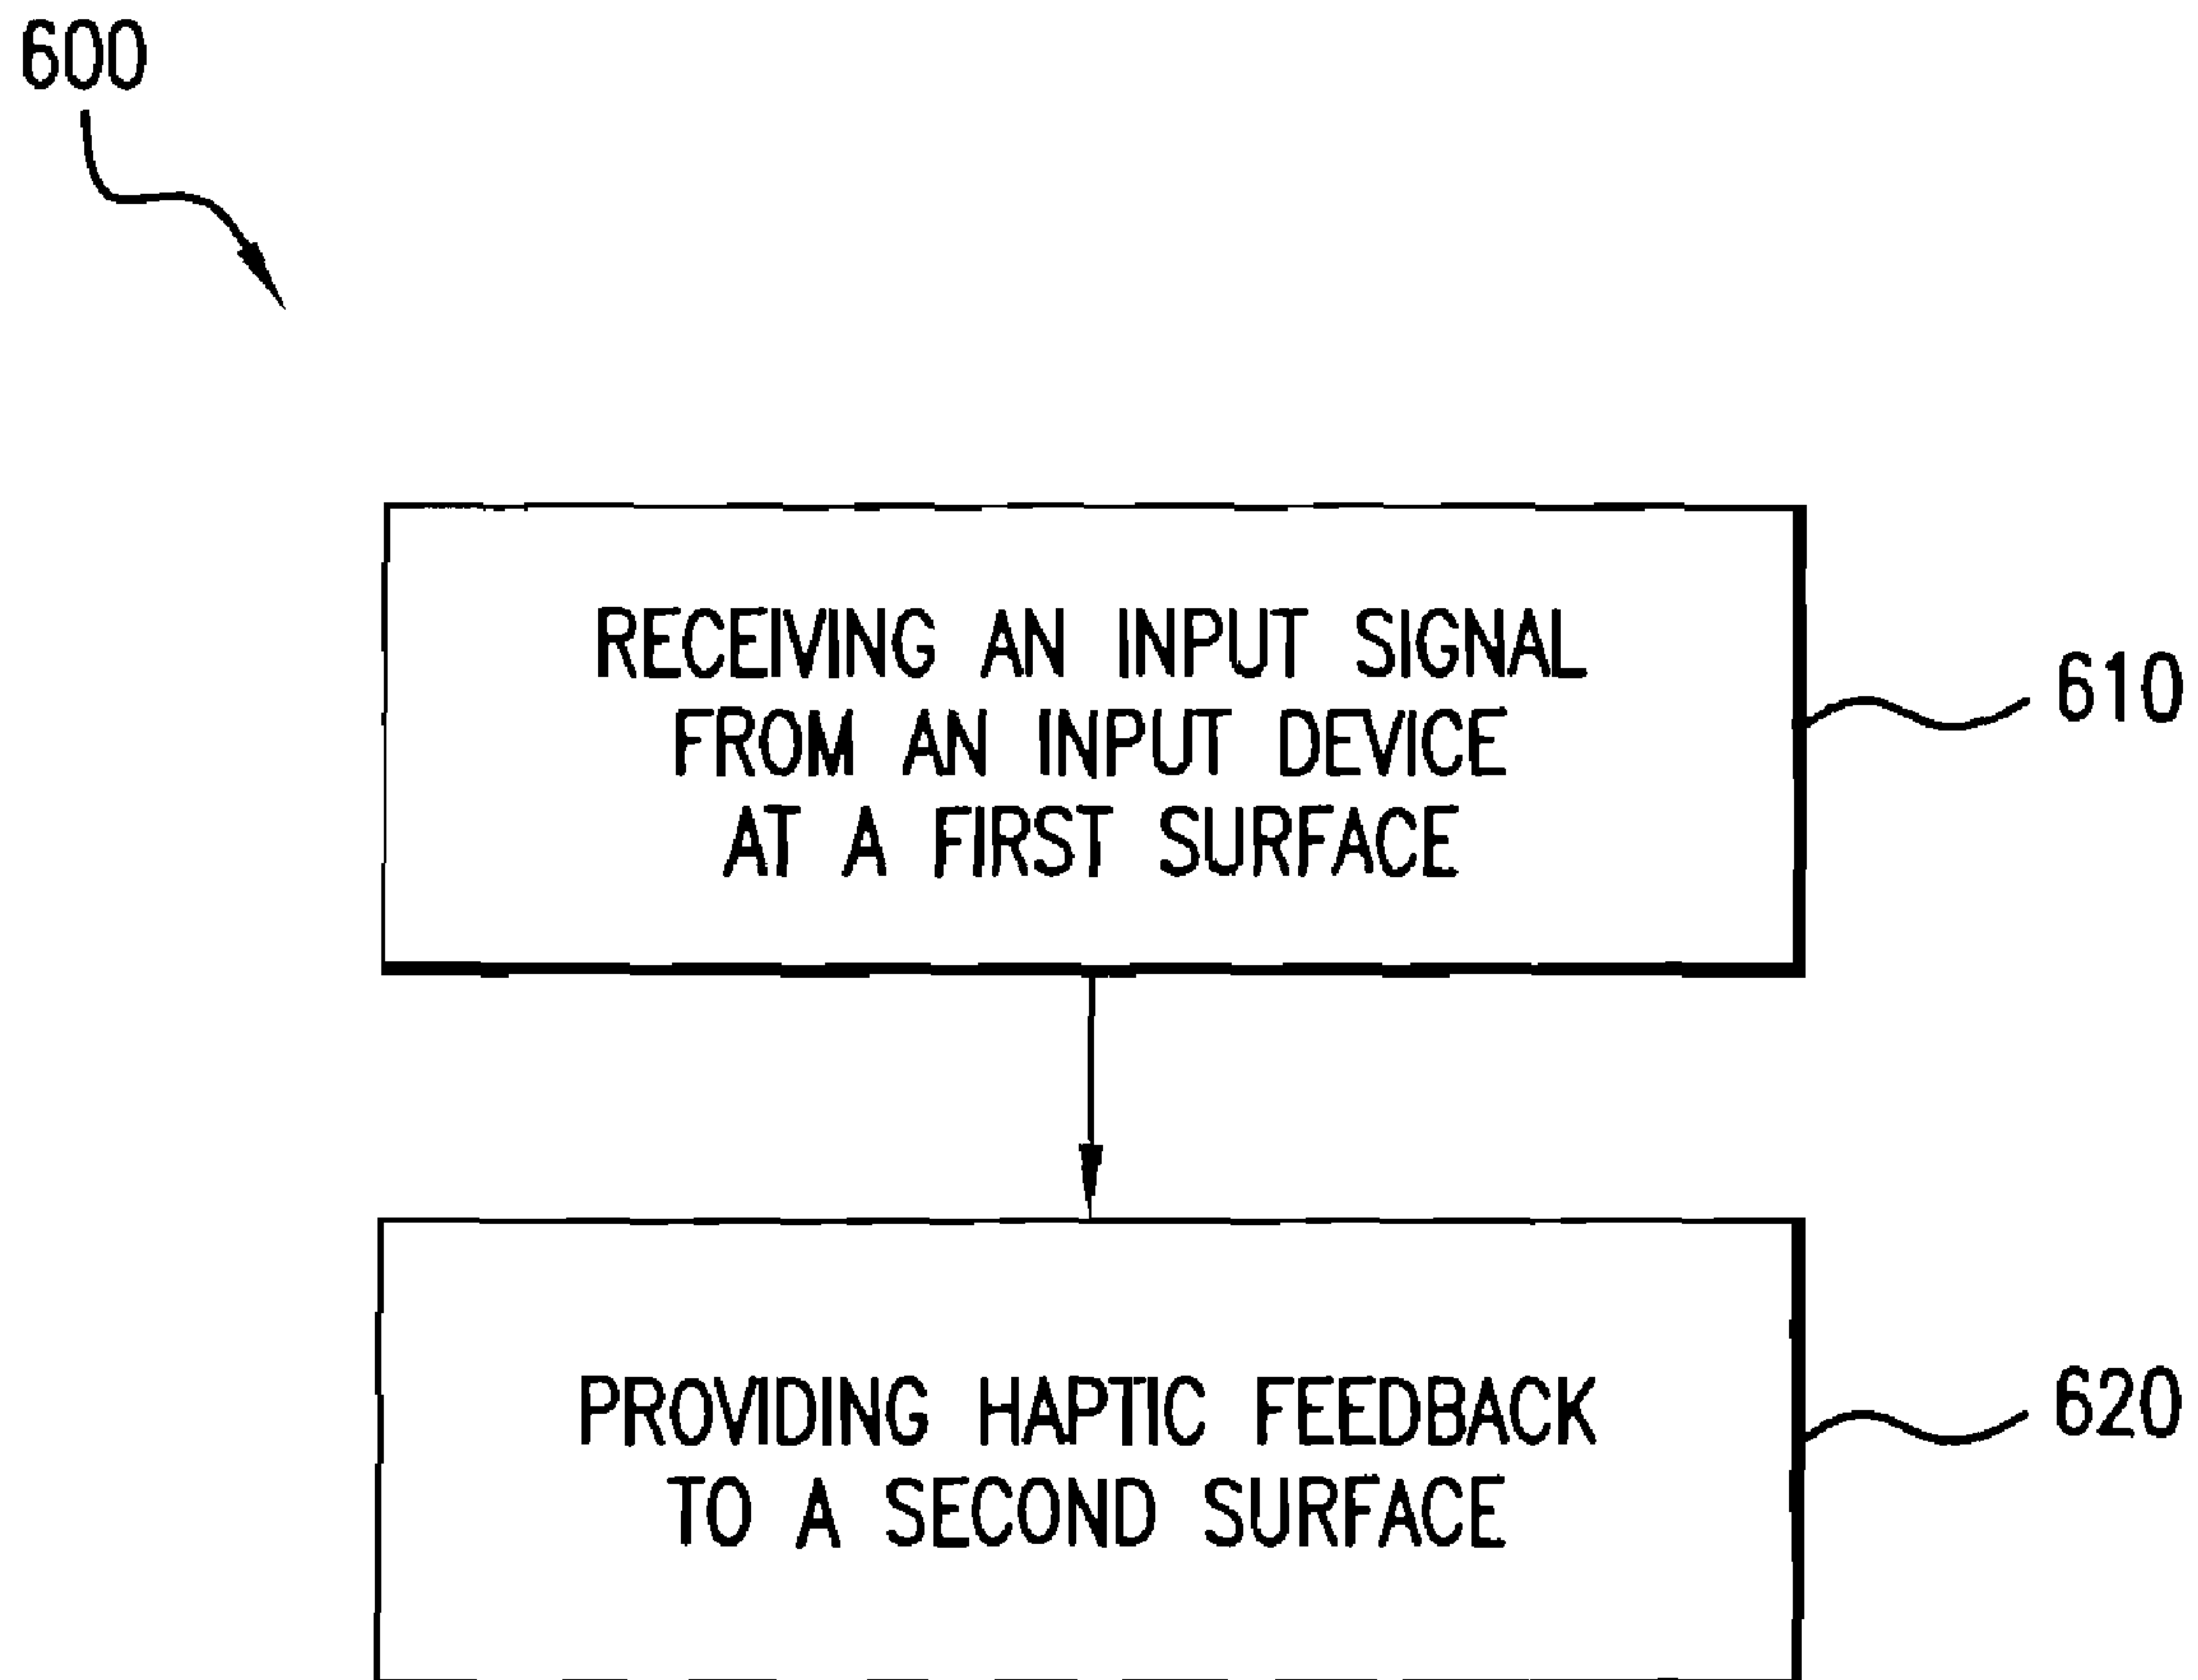 600
RECEIVING AN INPUT SIGNAL
FROM AN INPUT DEVICE
AT A FIRST SURFACE
610
PROVIDING HAPTIC FEEDBACK
TO A SECOND SURFACE
620